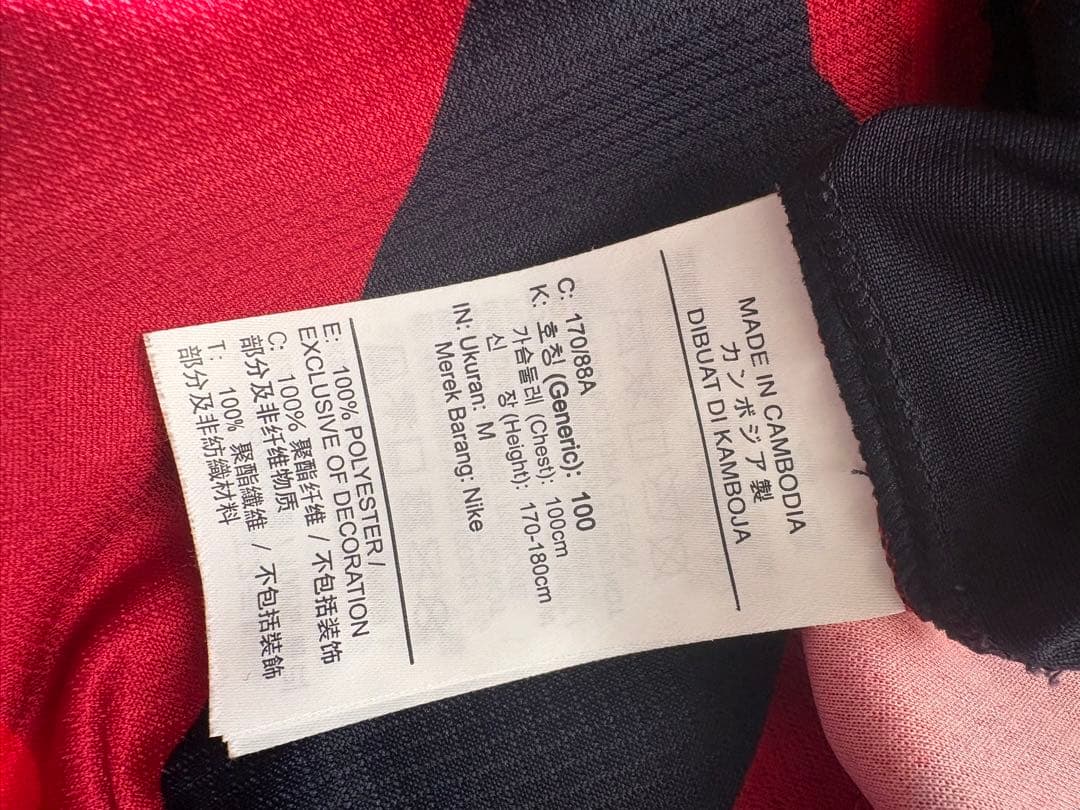 MADE IN CAMBODIA
カンボジア製
DIBUAT DI KAMBOJA
C: 170/88A
K: 호칭 (Generic): 100
가슴둘레 (Chest): 100cm
신 장 (Height): 170-180cm
IN: Ukuran: M
Merek Barang: Nike
E: 100% POLYESTER /
EXCLUSIVE OF DECORATION
C: 100% 聚酯纤维 / 不包括装饰
部分及非纤维物质
T: 100% 聚酯纖維 / 不包括裝飾
部分及非紡織材料